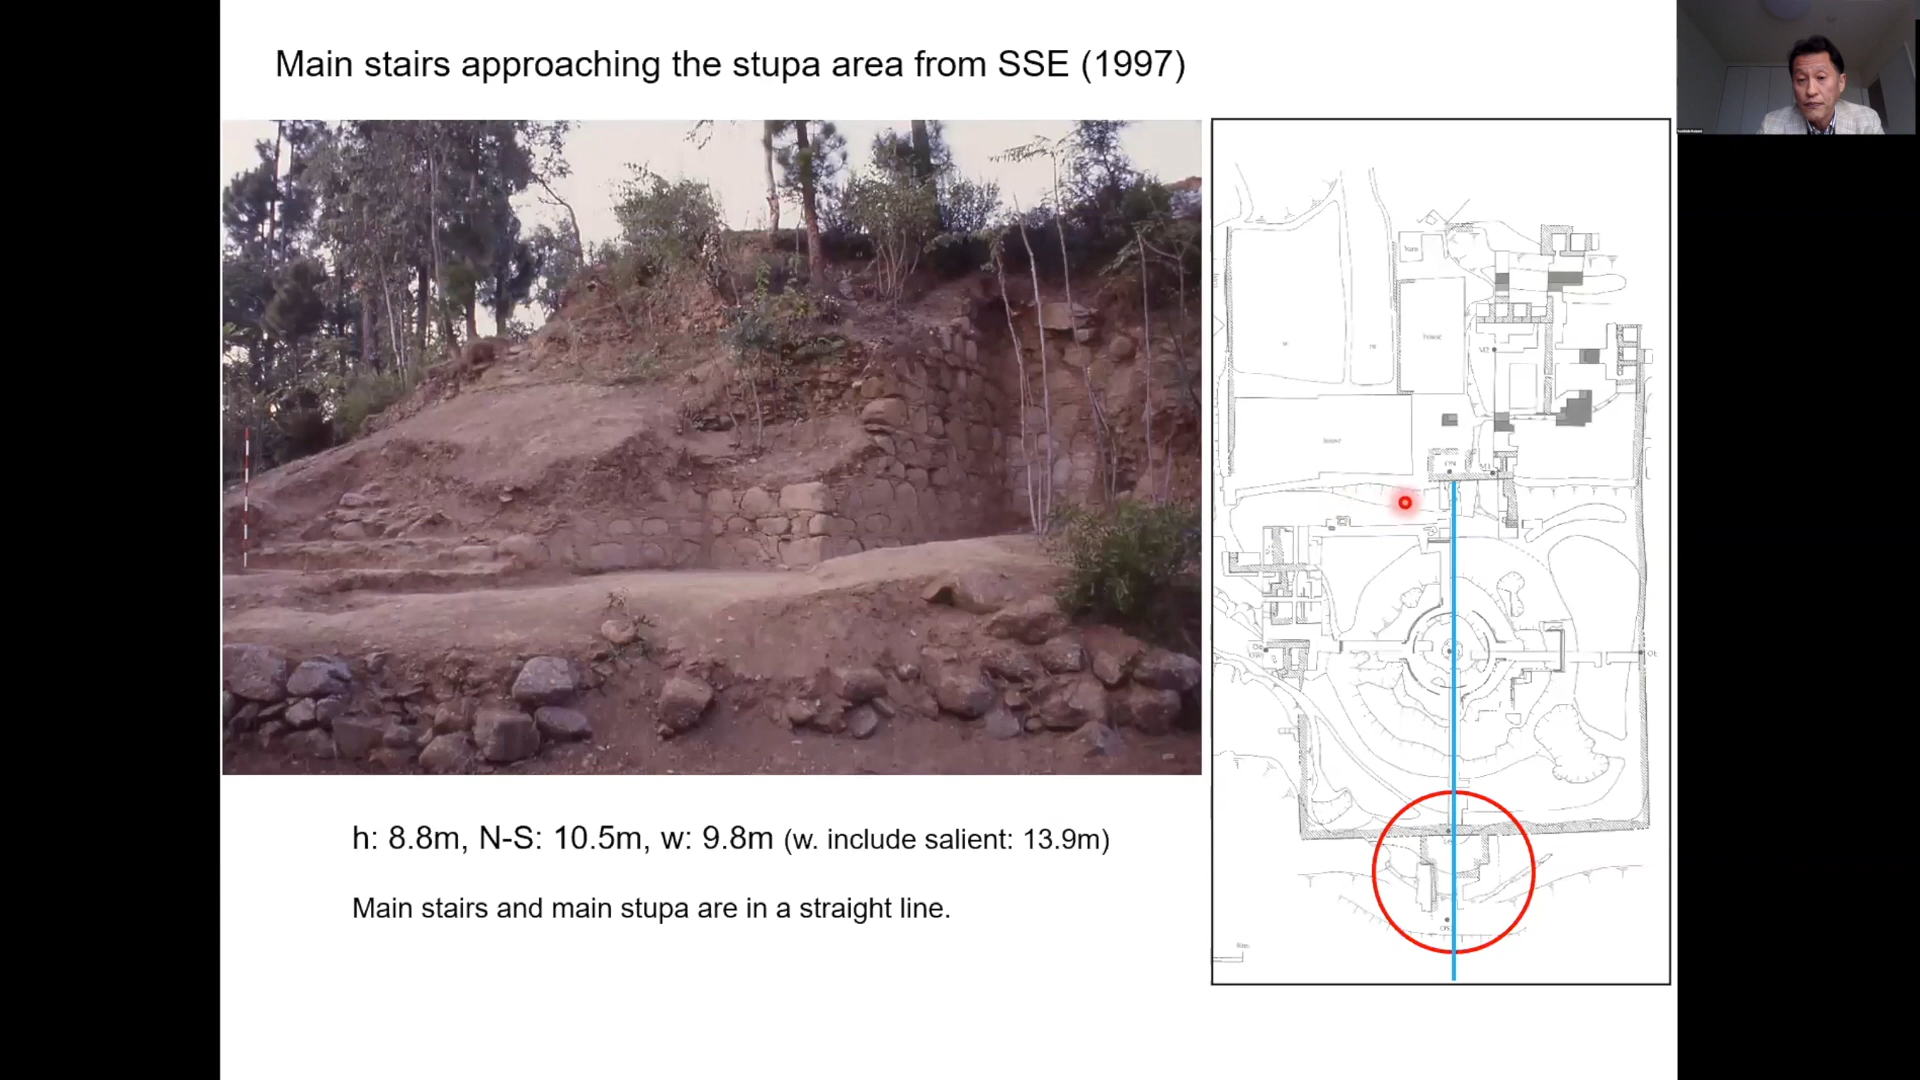 Main stairs approaching the stupa area from SSE (1997)
h: 8.8m, N-S: 10.5m, w: 9.8m (w. include salient: 13.9m)
Main stairs and main stupa are in a straight line.